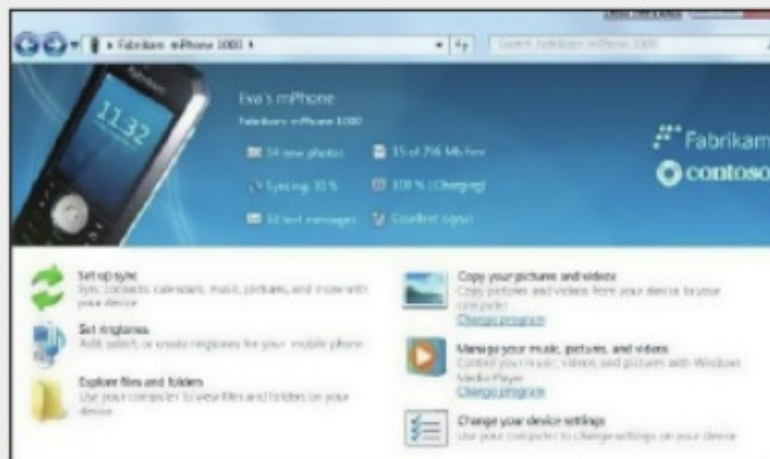 Fabrikam mPhone 1000
Search Fabrikam mPhone 1000
Fabrikam
11:32
Eva's mPhone
Fabrikam mPhone 1000
34 new photos
15 of 256 Mb free
Syncing: 30 %
100 % (Charging)
34 text messages
Excellent signal
Fabrikam
contoso
Set up sync
Sync contacts, calendars, music, pictures, and more with
your device
Set ringtones
Add, select or create ringtones for your mobile phone
Explore files and folders
Use your computer to view files and folders on your
device
Copy your pictures and videos
Copy pictures and videos from your device to your
computer
Change program
Manage your music, pictures, and videos
Control your music, videos, and pictures with Windows
Media Player
Change program
Change your device settings
Use your computer to change settings on your device